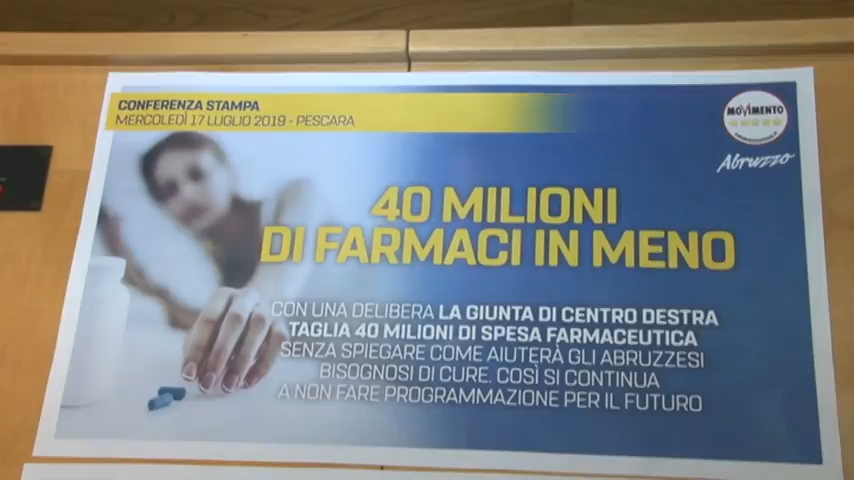 CONFERENZA STAMPA
MERCOLEDÌ 17 LUGLIO 2019 - PESCARA
MOVIMENTO
Abruzzo
40 MILIONI
DI FARMACI IN MENO
CON UNA DELIBERA LA GIUNTA DI CENTRO DESTRA
TAGLIA 40 MILIONI DI SPESA FARMACEUTICA
SENZA SPIEGARE COME AIUTERÀ GLI ABRUZZESI
BISOGNOSI DI CURE. COSÌ SI CONTINUA
A NON FARE PROGRAMMAZIONE PER IL FUTURO